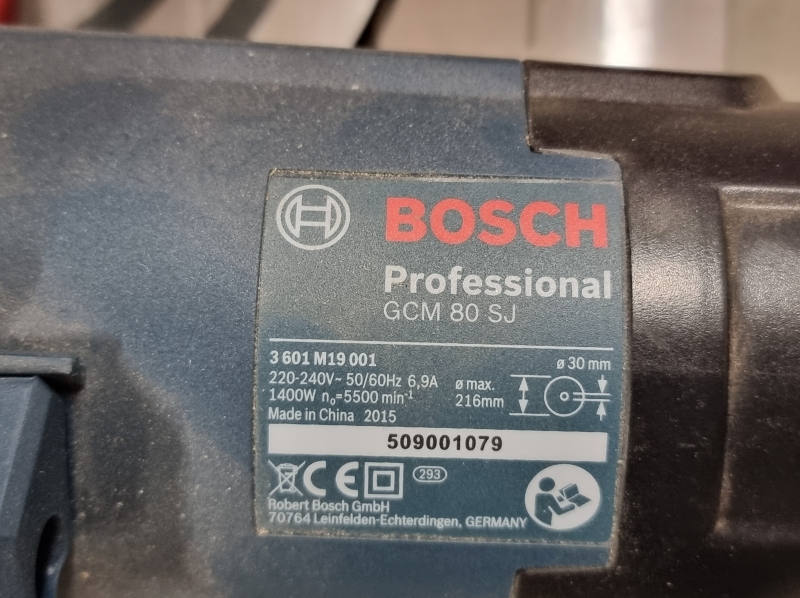 BOSCH
Professional
GCM 80 SJ
3 601 M19 001
220-240V~ 50/60Hz 6,9A
1400W n₀=5500 min⁻¹
Made in China 2015
ø max.
216mm
ø 30 mm
509001079
CE
293
Robert Bosch GmbH
70764 Leinfelden-Echterdingen, GERMANY